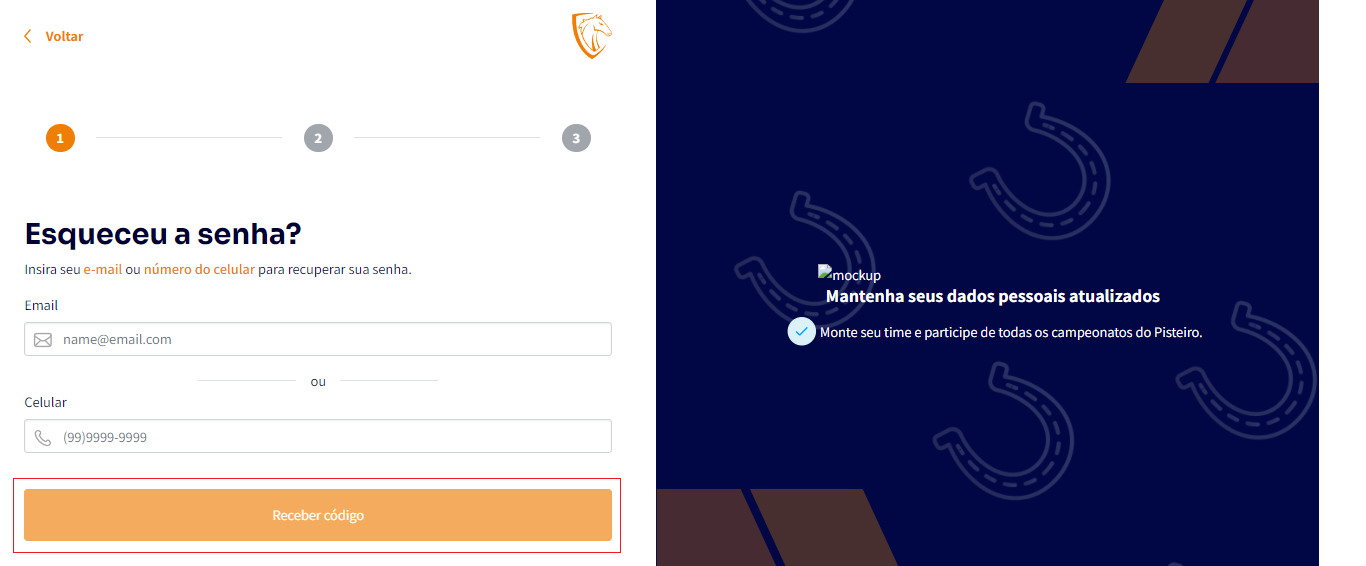 Voltar
1
2
3
Esqueceu a senha?
Insira seu e-mail ou número do celular para recuperar sua senha.
Email
name@email.com
ou
Celular
(99)9999-9999
Receber código
mockup
Mantenha seus dados pessoais atualizados
Monte seu time e participe de todas os campeonatos do Pisteiro.